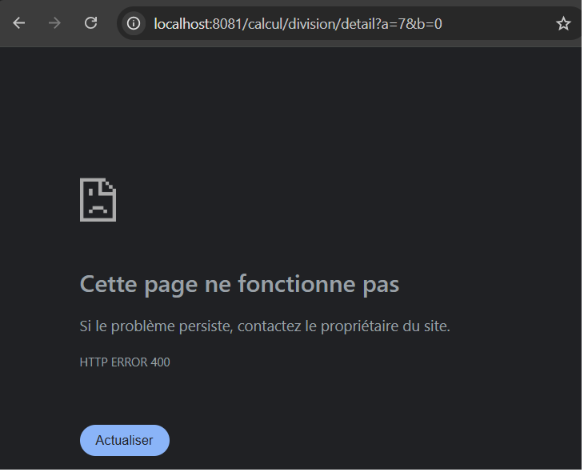 localhost:8081/calcul/division/detail?a=7&b=0
Cette page ne fonctionne pas
Si le problème persiste, contactez le propriétaire du site.
HTTP ERROR 400
Actualiser